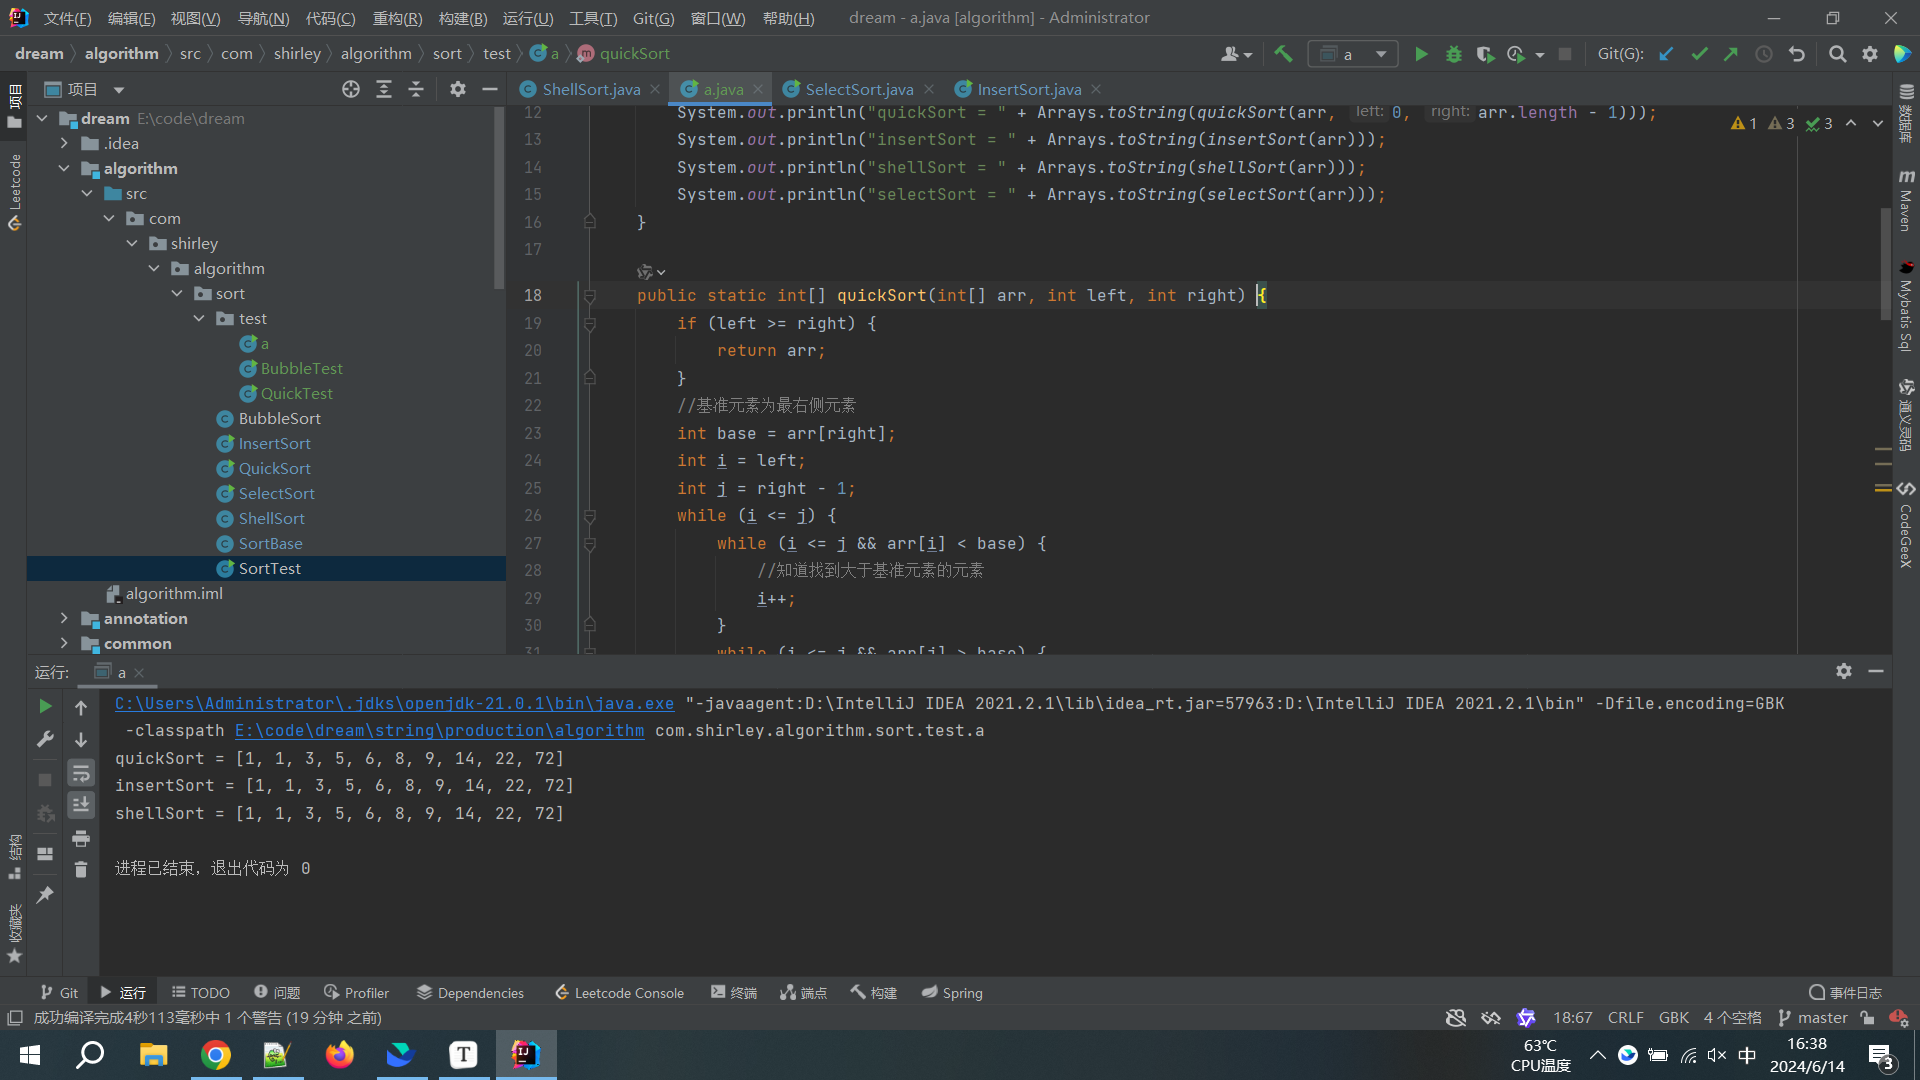 文件(F) 编辑(E) 视图(V) 导航(N) 代码(C) 重构(R) 构建(B) 运行(U) 工具(T) Git(G) 窗口(W) 帮助(H) dream - a.java [algorithm] - Administrator
dream algorithm src com shirley algorithm sort test a quickSort
a Git(G):
项目
ShellSort.java a.java SelectSort.java InsertSort.java
dream E:\code\dream
.idea
algorithm
src
com
shirley
algorithm
sort
test
a
BubbleTest
QuickTest
BubbleSort
InsertSort
QuickSort
SelectSort
ShellSort
SortBase
SortTest
algorithm.iml
annotation
common
1 3 3
12 System.out.println("quickSort = " + Arrays.toString(quickSort(arr, left: 0, right: arr.length - 1)));
13 System.out.println("insertSort = " + Arrays.toString(insertSort(arr)));
14 System.out.println("shellSort = " + Arrays.toString(shellSort(arr)));
15 System.out.println("selectSort = " + Arrays.toString(selectSort(arr)));
16 }
17
18 public static int[] quickSort(int[] arr, int left, int right) {
19 if (left >= right) {
20 return arr;
21 }
22 //基准元素为最右侧元素
23 int base = arr[right];
24 int i = left;
25 int j = right - 1;
26 while (i <= j) {
27 while (i <= j && arr[i] < base) {
28 //知道找到大于基准元素的元素
29 i++;
30 }
31 while (i <= j && arr[j] > base) {
项目
Leetcode
结构
收藏夹
数据库
Maven
Mybatis Sql
通义灵码
CodeGeeX
运行: a
C:\Users\Administrator\.jdks\openjdk-21.0.1\bin\java.exe "-javaagent:D:\IntelliJ IDEA 2021.2.1\lib\idea_rt.jar=57963:D:\IntelliJ IDEA 2021.2.1\bin" -Dfile.encoding=GBK
-classpath E:\code\dream\string\production\algorithm com.shirley.algorithm.sort.test.a
quickSort = [1, 1, 3, 5, 6, 8, 9, 14, 22, 72]
insertSort = [1, 1, 3, 5, 6, 8, 9, 14, 22, 72]
shellSort = [1, 1, 3, 5, 6, 8, 9, 14, 22, 72]
进程已结束，退出代码为 0
Git 运行 TODO 问题 Profiler Dependencies Leetcode Console 终端 端点 构建 Spring 事件日志
成功编译完成4秒113毫秒中 1 个警告 (19 分钟 之前) 18:67 CRLF GBK 4 个空格 master
63℃
CPU温度
中
16:38
2024/6/14
3